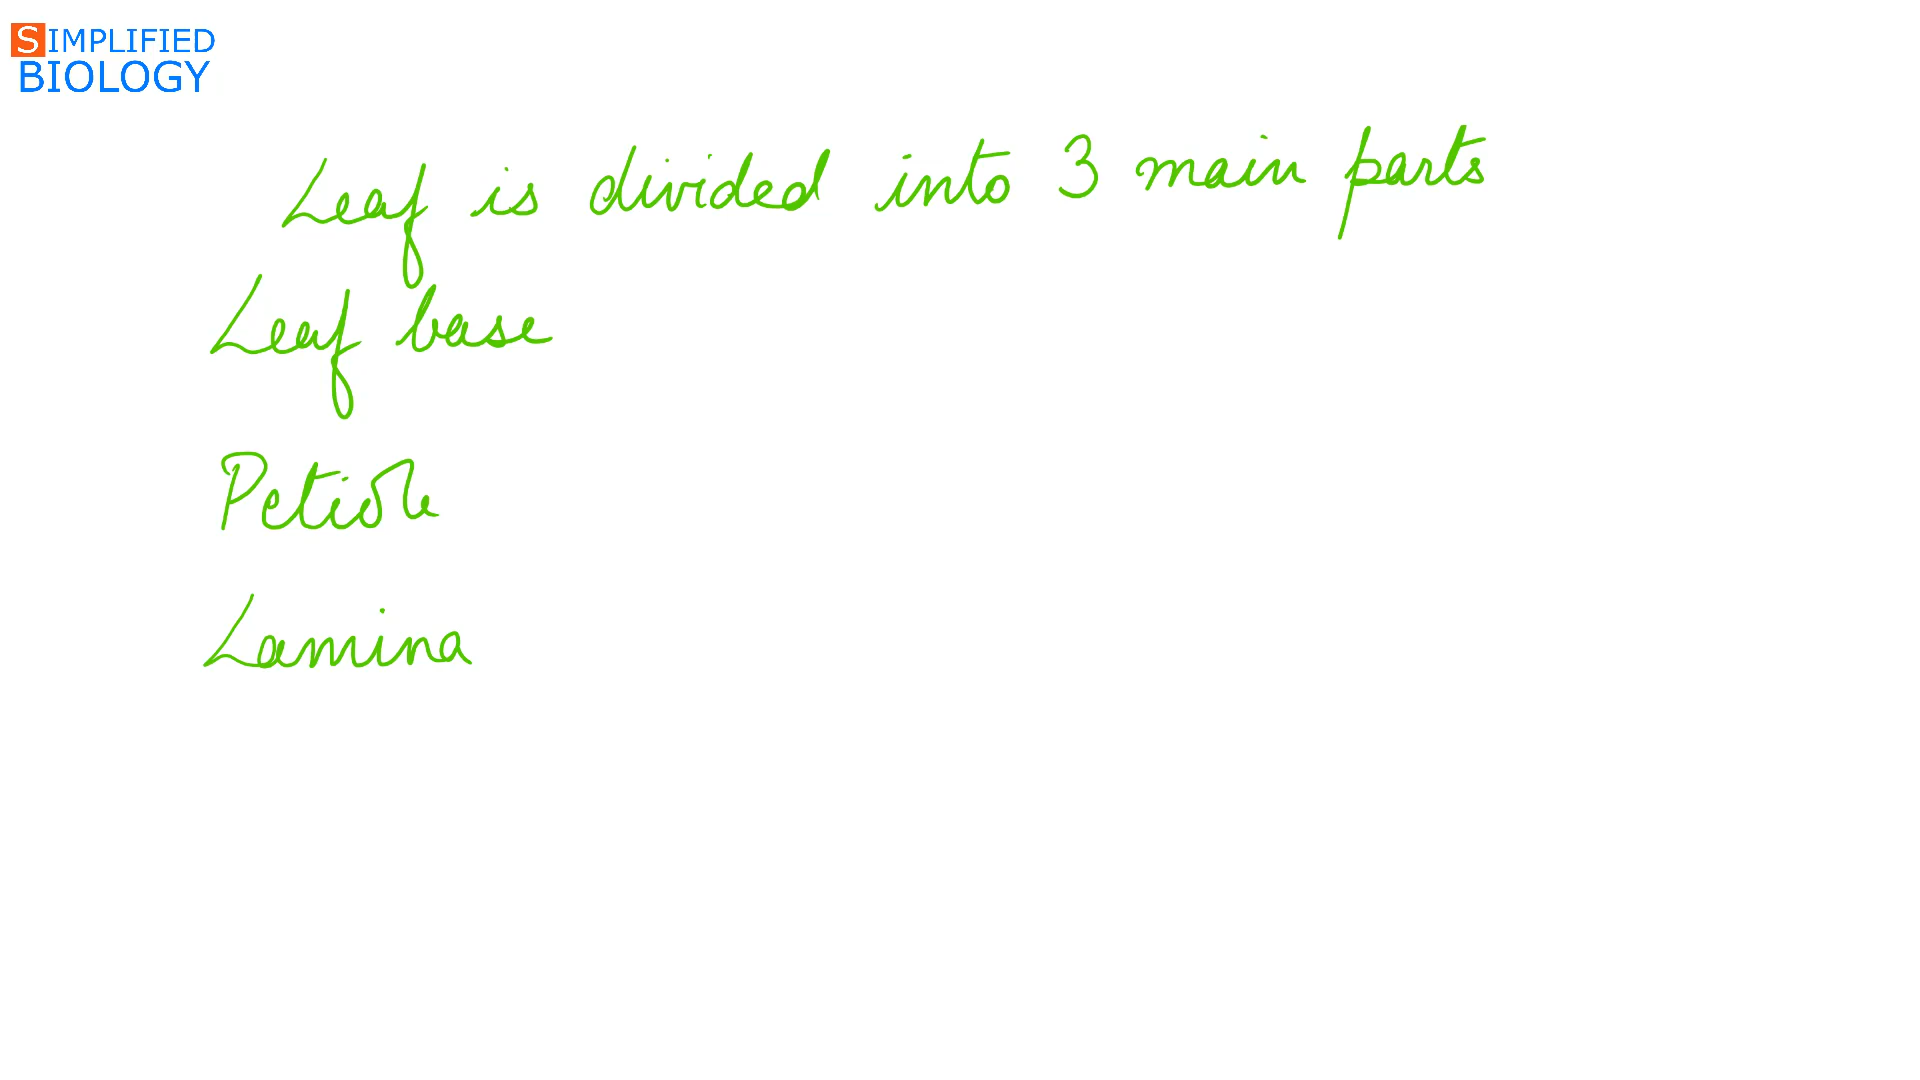 SIMPLIFIED
BIOLOGY
Leaf is divided into 3 main parts
Leaf base
Petiole
Lamina